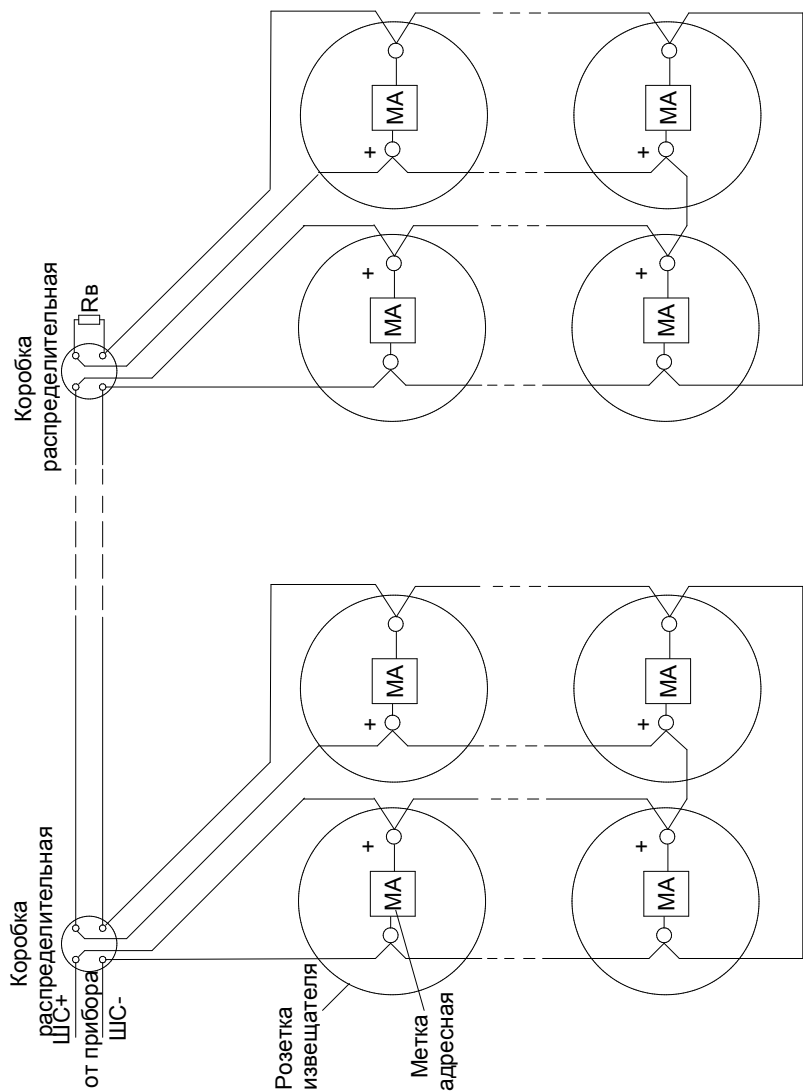 Коробка
распределительная
Rв
Коробка
распределительная
ШС+
от прибора
ШС-
Розетка
извещателя
Метка
адресная
МА
+
МА
+
МА
+
МА
+
МА
+
МА
+
МА
+
МА
+